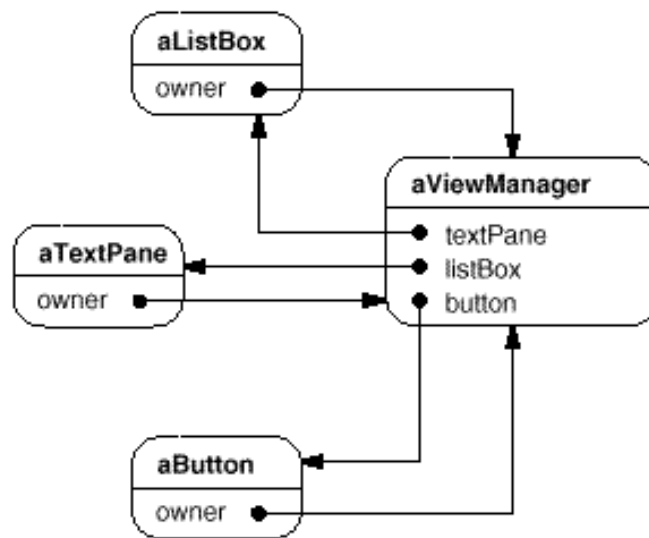 aListBox
owner
aViewManager
textPane
listBox
button
aTextPane
owner
aButton
owner